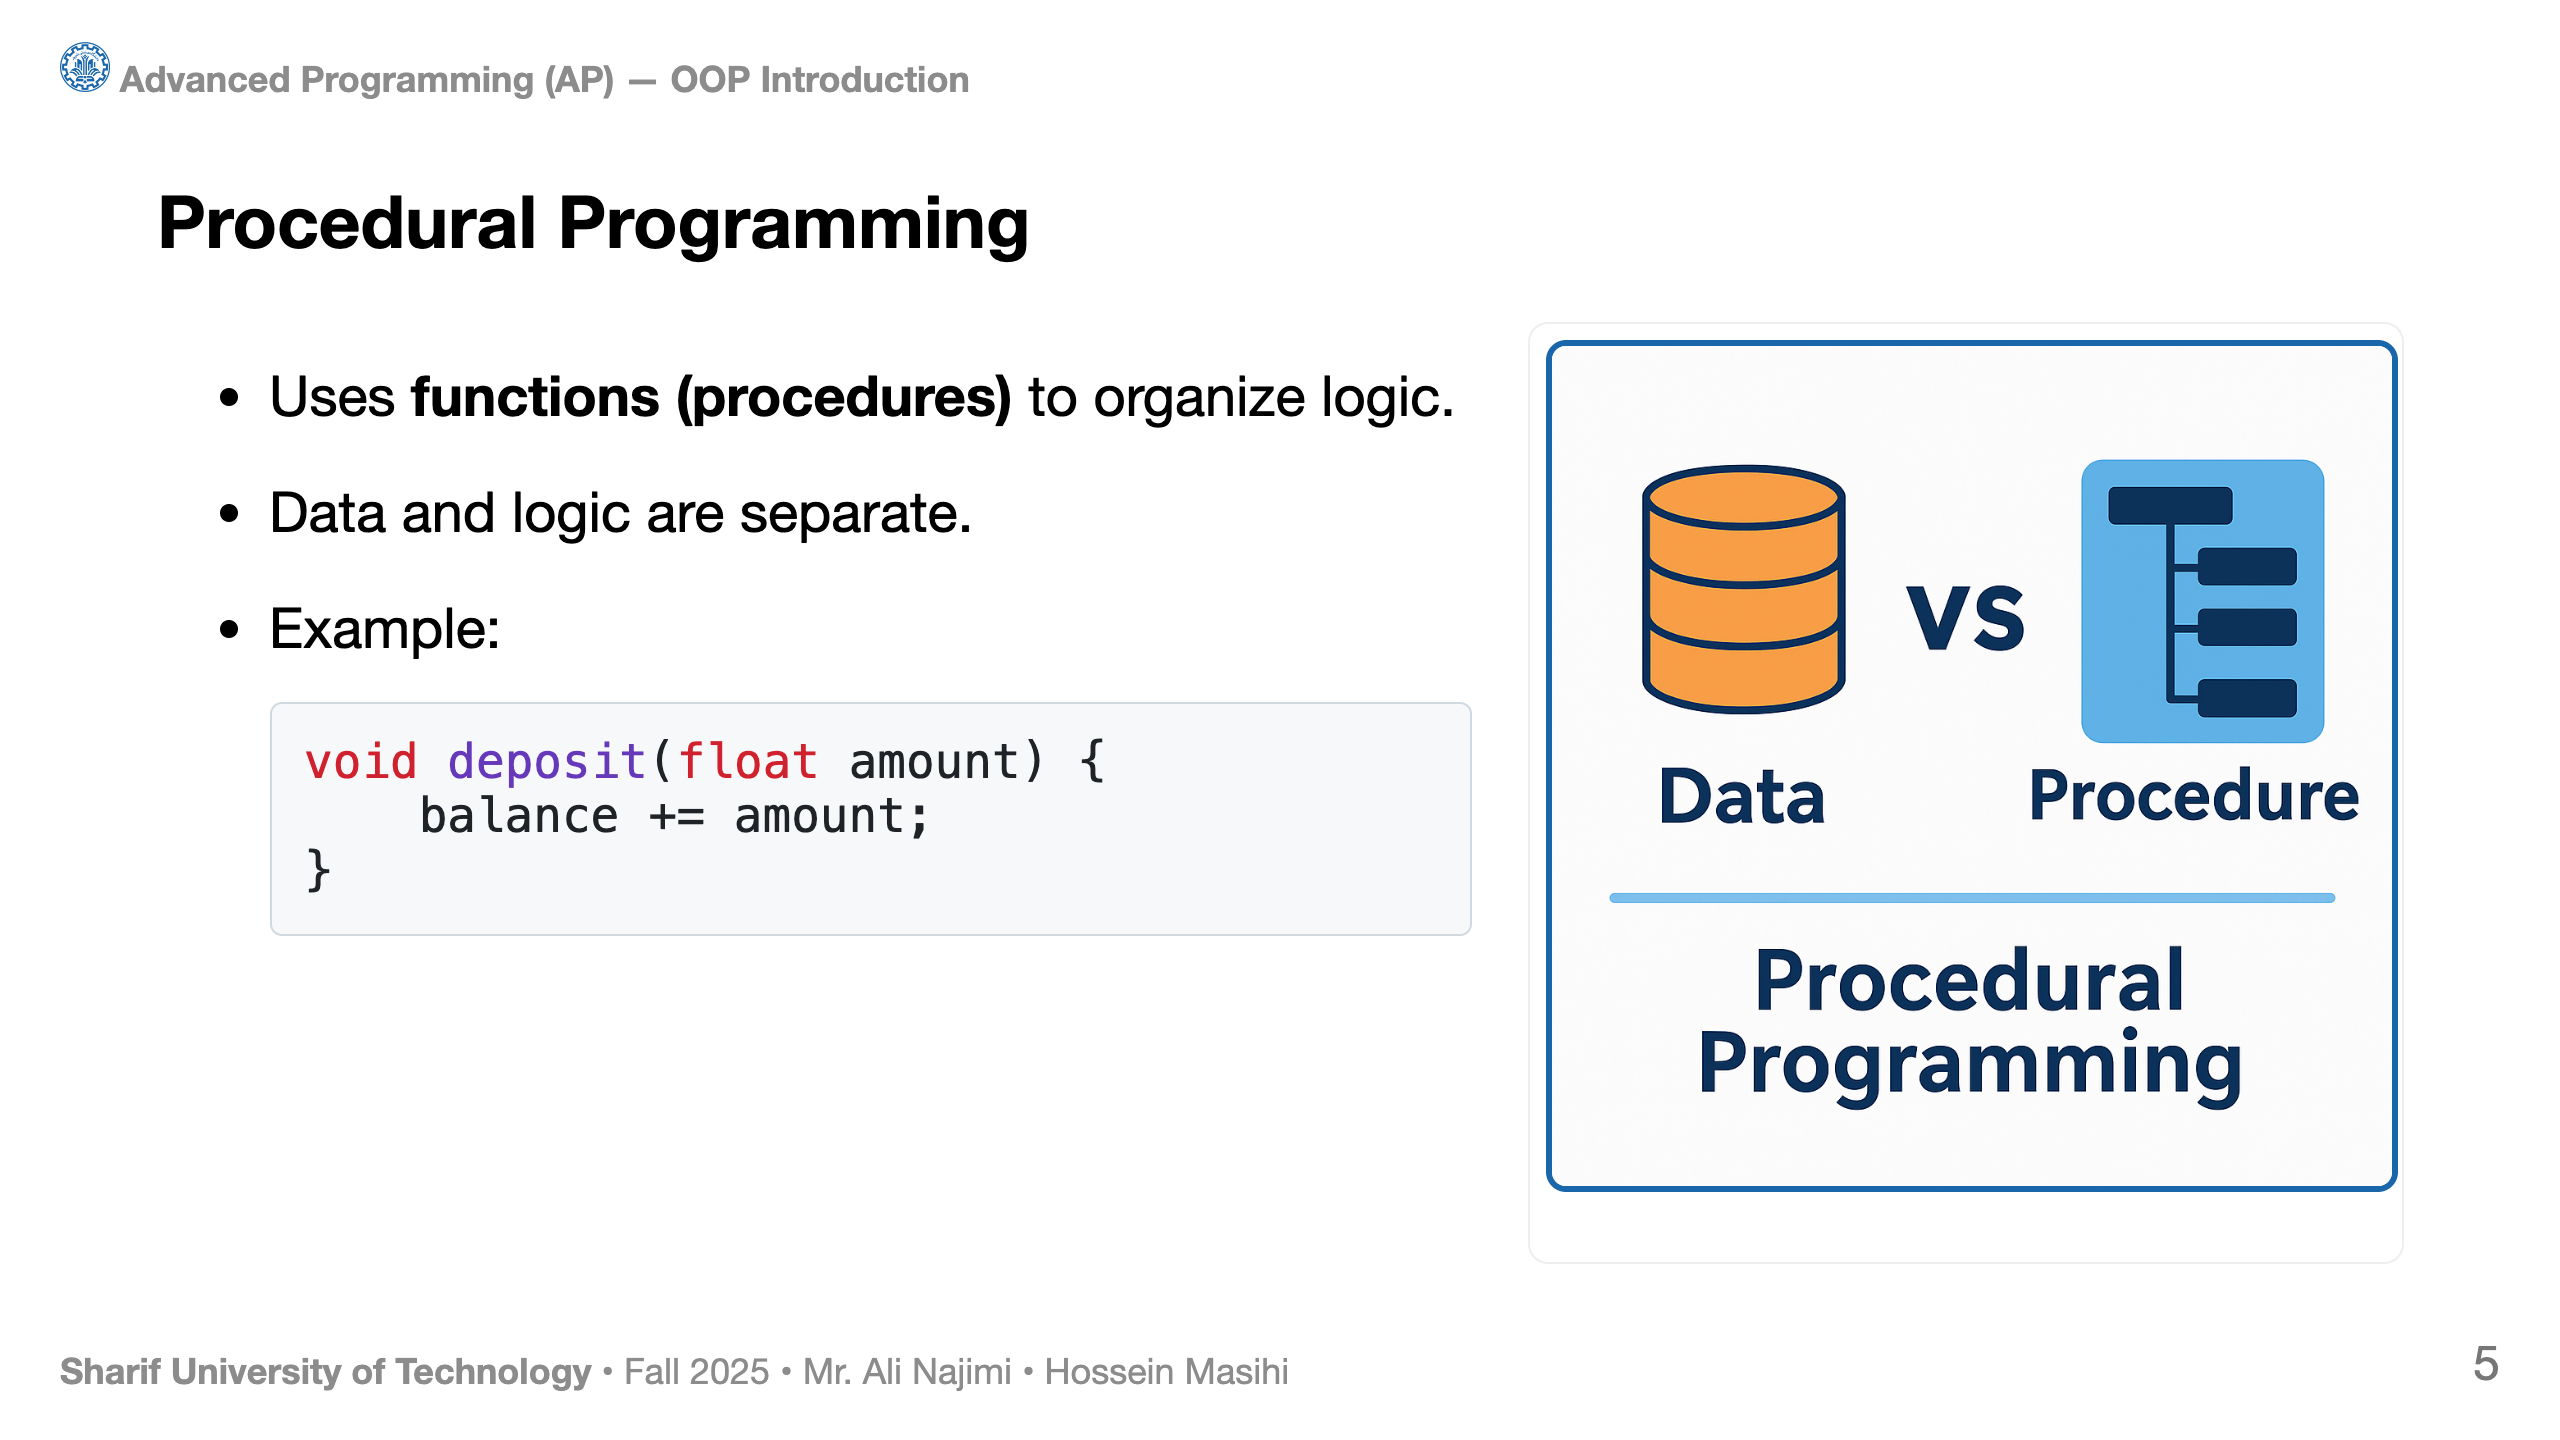 Advanced Programming (AP) — OOP Introduction
Procedural Programming
• Uses functions (procedures) to organize logic.
• Data and logic are separate.
• Example:
void deposit(float amount) {
    balance += amount;
}
vs
Data
Procedure
Procedural
Programming
Sharif University of Technology • Fall 2025 • Mr. Ali Najimi • Hossein Masihi
5